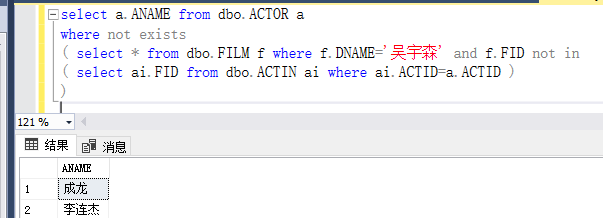 select a.ANAME from dbo.ACTOR a
where not exists
( select * from dbo.FILM f where f.DNAME='吴宇森' and f.FID not in
( select ai.FID from dbo.ACTIN ai where ai.ACTID=a.ACTID )
)
121 %
结果 消息
ANAME
1 成龙
2 李连杰